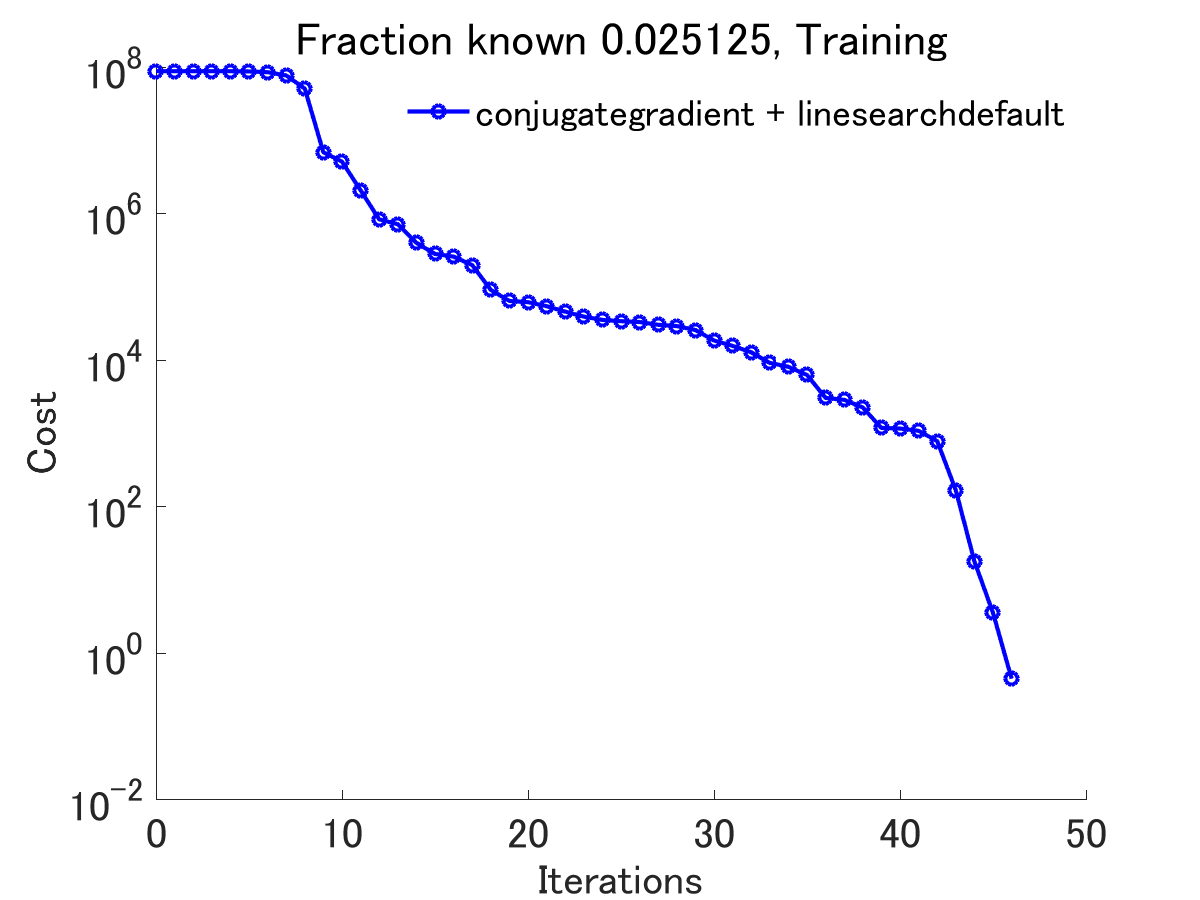 Fraction known 0.025125, Training
conjugategradient + linesearchdefault
10^8
10^6
10^4
10^2
10^0
10^-2
Cost
0 10 20 30 40 50
Iterations